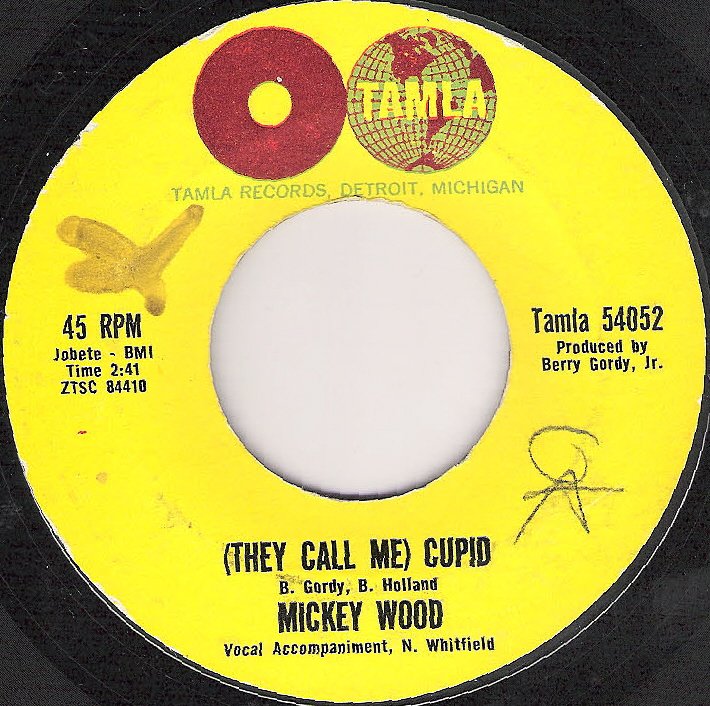 TAMLA
TAMLA RECORDS, DETROIT, MICHIGAN
45 RPM
Jobete - BMI
Time 2:41
ZTSC 84410
Tamla 54052
Produced by
Berry Gordy, Jr.
(THEY CALL ME) CUPID
B. Gordy, B. Holland
MICKEY WOOD
Vocal Accompaniment, N. Whitfield